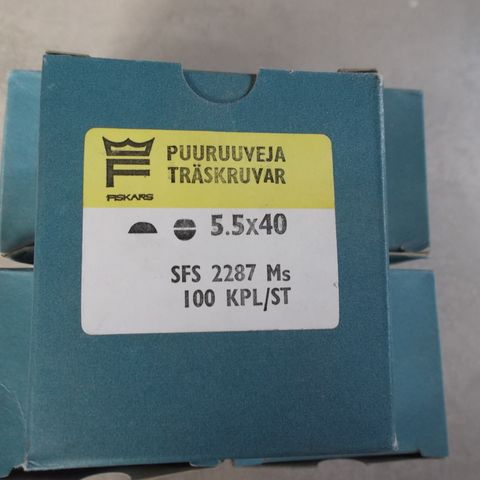 PUURUUVEJA
TRÄSKRUVAR
FISKARS
5.5x40
SFS 2287 Ms
100 KPL/ST